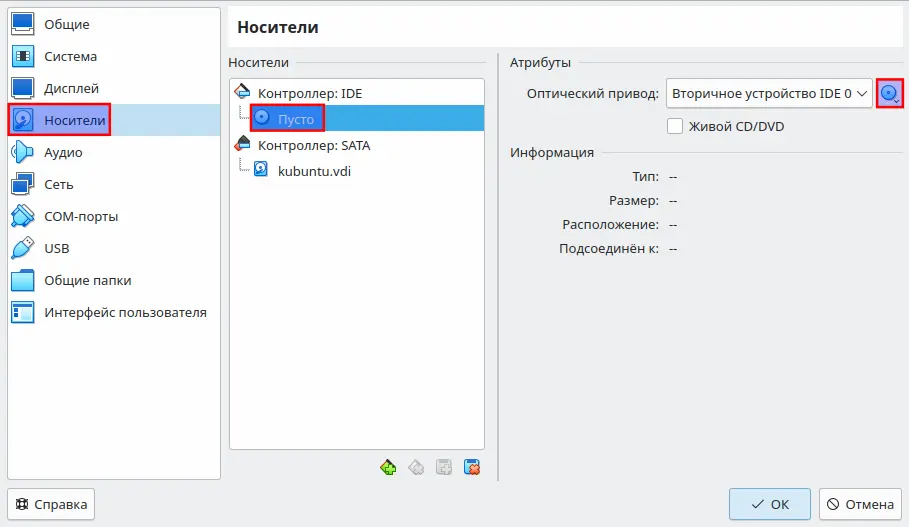 Общие
Система
Дисплей
Носители
Аудио
Сеть
COM-порты
USB
Общие папки
Интерфейс пользователя
Носители
Носители
Контроллер: IDE
Пусто
Контроллер: SATA
kubuntu.vdi
Атрибуты
Оптический привод: Вторичное устройство IDE 0
Живой CD/DVD
Информация
Тип: --
Размер: --
Расположение: --
Подсоединён к: --
Справка
OK
Отмена